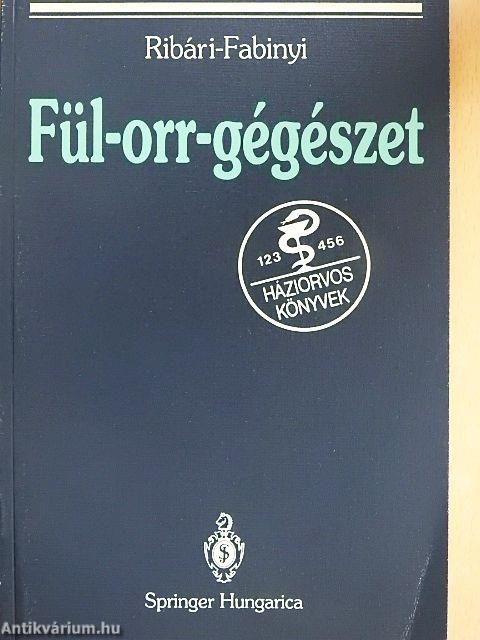 Ribári-Fabinyi
Fül-orr-gégészet
123 456
HÁZIORVOS
KÖNYVEK
Springer Hungarica
Antikvárium.hu